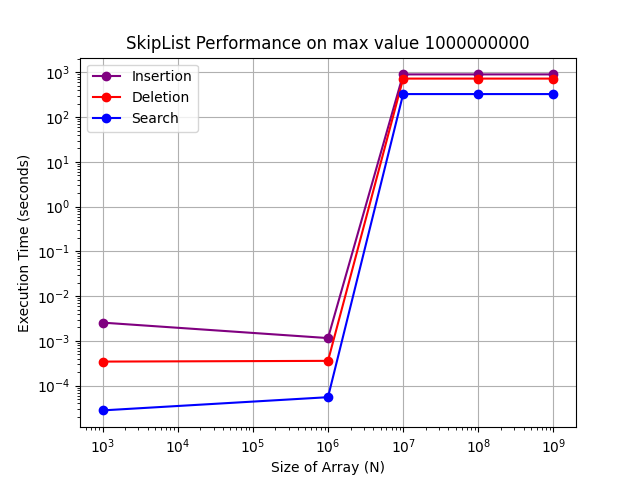 SkipList Performance on max value 1000000000
Insertion
Deletion
Search
Execution Time (seconds)
10³
10²
10¹
10⁰
10⁻¹
10⁻²
10⁻³
10⁻⁴
10³ 10⁴ 10⁵ 10⁶ 10⁷ 10⁸ 10⁹
Size of Array (N)